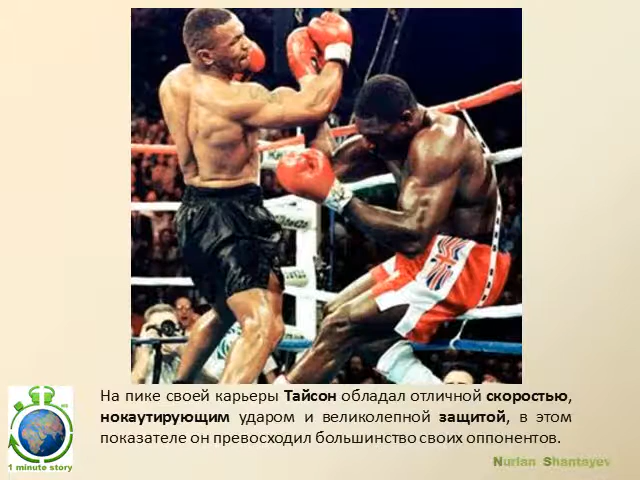 На пике своей карьеры Тайсон обладал отличной скоростью,
нокаутирующим ударом и великолепной защитой, в этом
показателе он превосходил большинство своих оппонентов.
1 minute story
Nurlan Shantayev